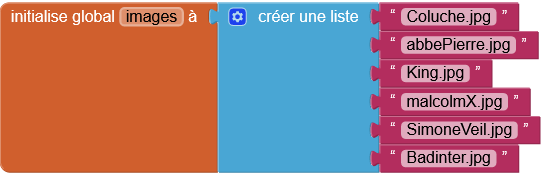 initialise global images à créer une liste " Coluche.jpg "
" abbePierre.jpg "
" King.jpg "
" malcolmX.jpg "
" SimoneVeil.jpg "
" Badinter.jpg "